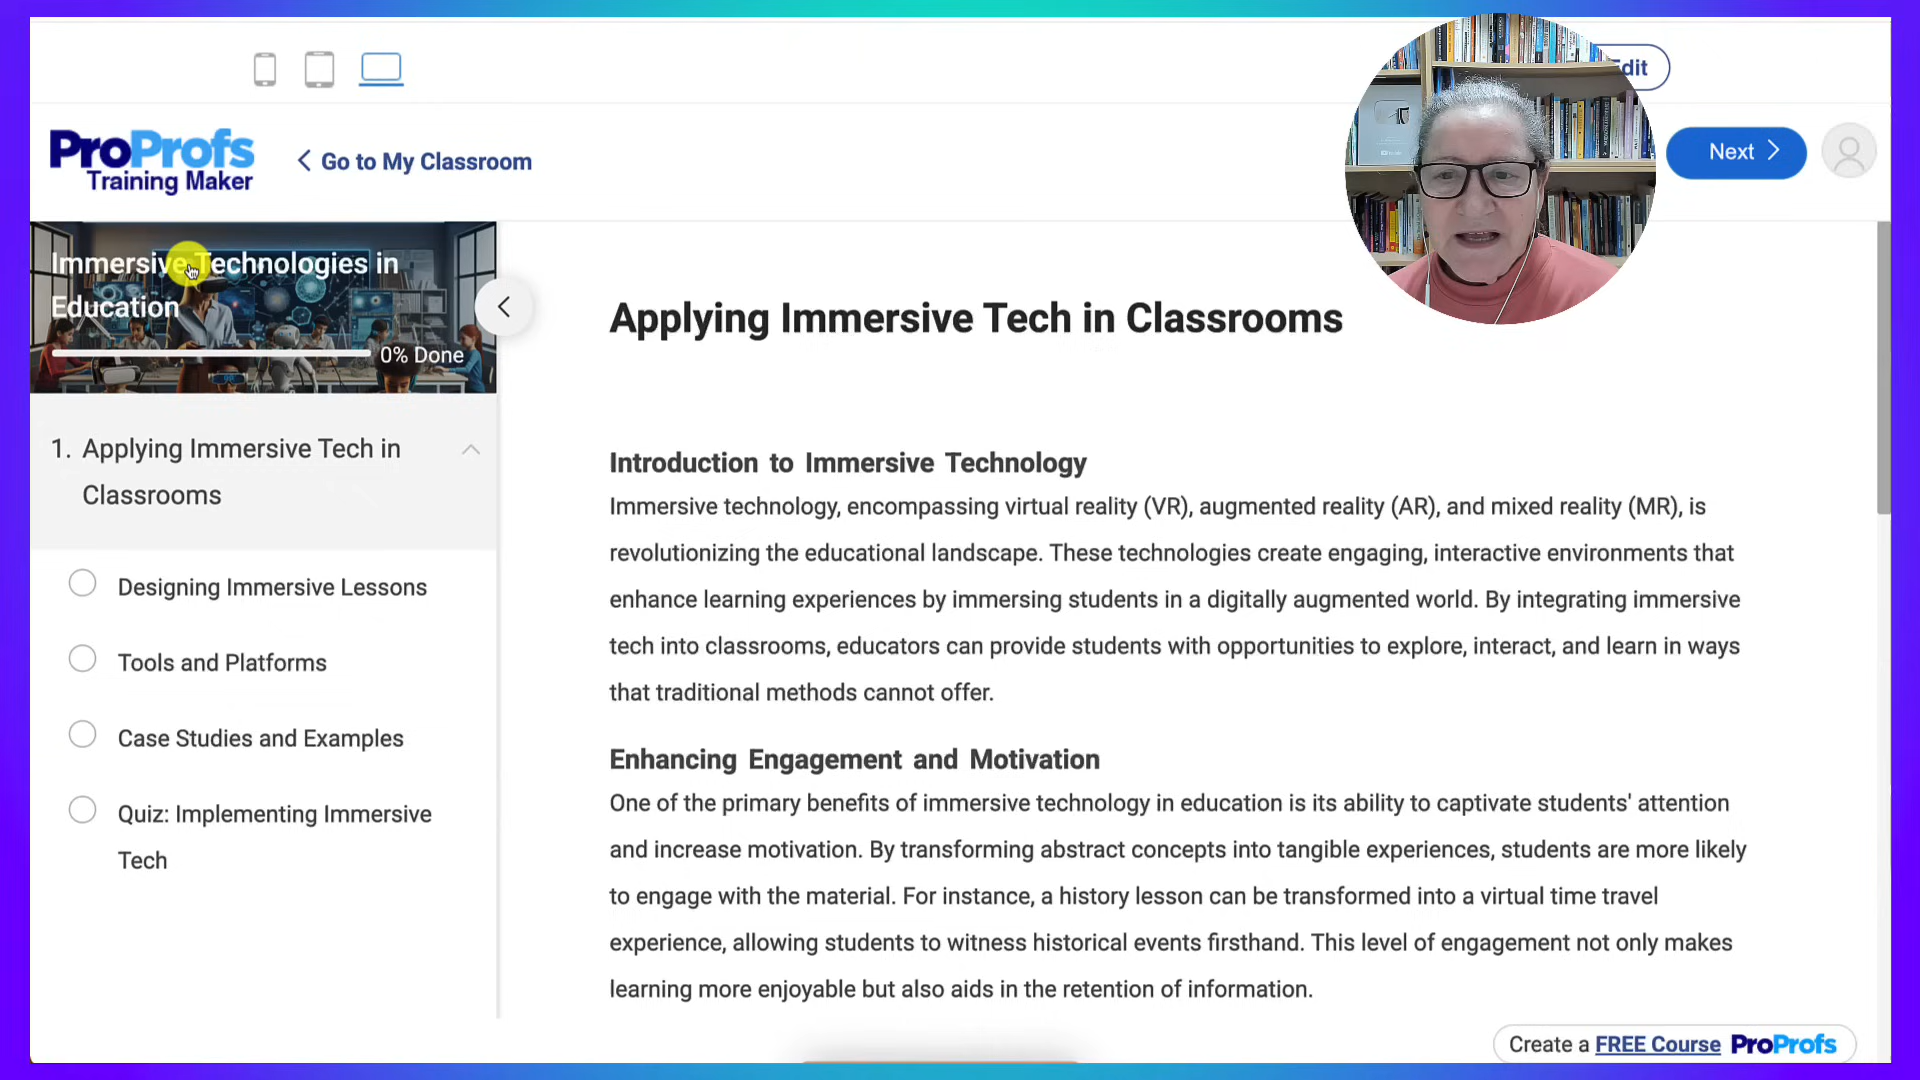 Edit
ProProfs
Training Maker
Go to My Classroom
Next
Immersive Technologies in
Education
0% Done
1. Applying Immersive Tech in
Classrooms
Designing Immersive Lessons
Tools and Platforms
Case Studies and Examples
Quiz: Implementing Immersive
Tech
Applying Immersive Tech in Classrooms
Introduction to Immersive Technology
Immersive technology, encompassing virtual reality (VR), augmented reality (AR), and mixed reality (MR), is
revolutionizing the educational landscape. These technologies create engaging, interactive environments that
enhance learning experiences by immersing students in a digitally augmented world. By integrating immersive
tech into classrooms, educators can provide students with opportunities to explore, interact, and learn in ways
that traditional methods cannot offer.
Enhancing Engagement and Motivation
One of the primary benefits of immersive technology in education is its ability to captivate students' attention
and increase motivation. By transforming abstract concepts into tangible experiences, students are more likely
to engage with the material. For instance, a history lesson can be transformed into a virtual time travel
experience, allowing students to witness historical events firsthand. This level of engagement not only makes
learning more enjoyable but also aids in the retention of information.
Create a FREE Course ProProfs